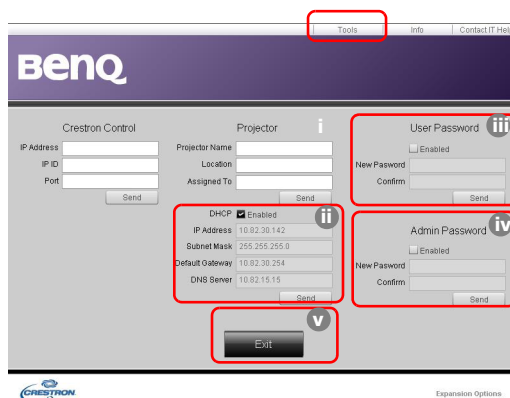 Tools Info Contact IT Hel
BenQ
Crestron Control
IP Address
IP ID
Port
Send
Projector i
Projector Name
Location
Assigned To
Send
ii
DHCP Enabled
IP Address 10.82.30.142
Subnet Mask 255.255.255.0
Default Gateway 10.82.30.254
DNS Server 10.82.15.15
Send
User Password iii
Enabled
New Pasword
Confirm
Send
Admin Password iv
Enabled
New Pasword
Confirm
Send
v
Exit
CRESTRON Expansion Options